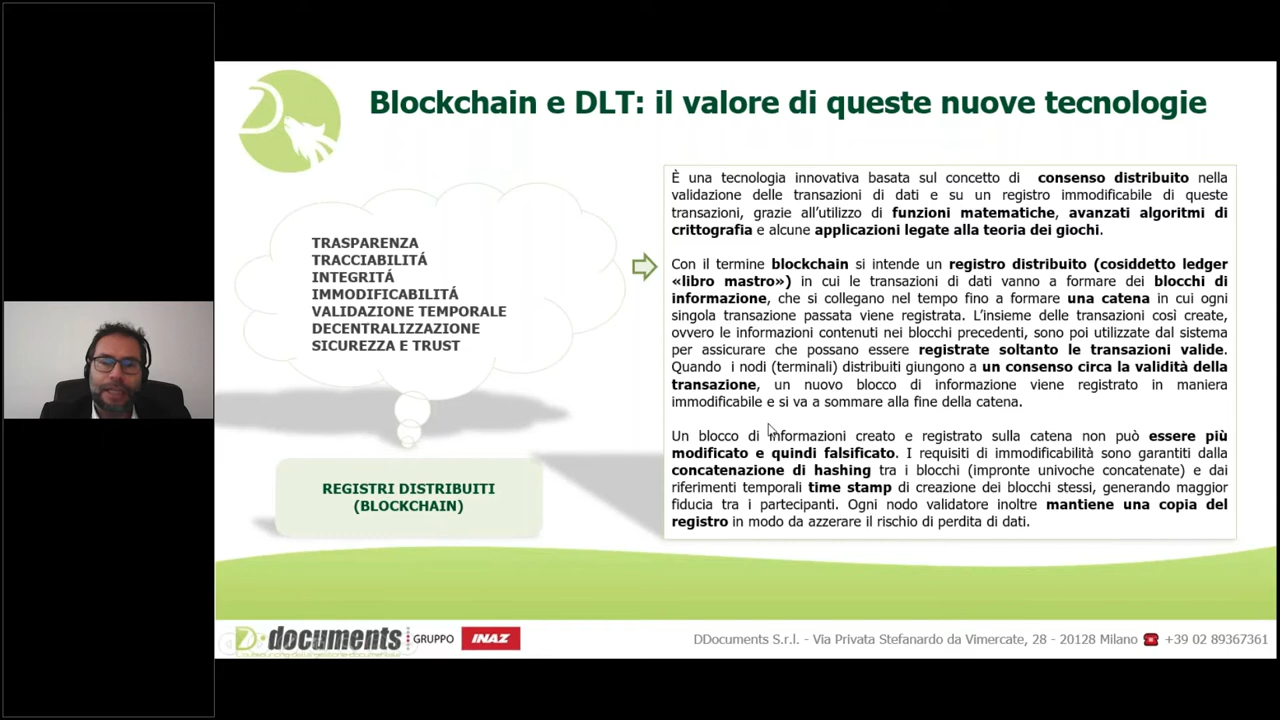 Blockchain e DLT: il valore di queste nuove tecnologie
TRASPARENZA
TRACCIABILITÁ
INTEGRITÁ
IMMODIFICABILITÁ
VALIDAZIONE TEMPORALE
DECENTRALIZZAZIONE
SICUREZZA E TRUST
REGISTRI DISTRIBUITI
(BLOCKCHAIN)
È una tecnologia innovativa basata sul concetto di consenso distribuito nella
validazione delle transazioni di dati e su un registro immodificabile di queste
transazioni, grazie all'utilizzo di funzioni matematiche, avanzati algoritmi di
crittografia e alcune applicazioni legate alla teoria dei giochi.
Con il termine blockchain si intende un registro distribuito (cosiddetto ledger
«libro mastro») in cui le transazioni di dati vanno a formare dei blocchi di
informazione, che si collegano nel tempo fino a formare una catena in cui ogni
singola transazione passata viene registrata. L'insieme delle transazioni così create,
ovvero le informazioni contenuti nei blocchi precedenti, sono poi utilizzate dal sistema
per assicurare che possano essere registrate soltanto le transazioni valide.
Quando i nodi (terminali) distribuiti giungono a un consenso circa la validità della
transazione, un nuovo blocco di informazione viene registrato in maniera
immodificabile e si va a sommare alla fine della catena.
Un blocco di informazioni creato e registrato sulla catena non può essere più
modificato e quindi falsificato. I requisiti di immodificabilità sono garantiti dalla
concatenazione di hashing tra i blocchi (impronte univoche concatenate) e dai
riferimenti temporali time stamp di creazione dei blocchi stessi, generando maggior
fiducia tra i partecipanti. Ogni nodo validatore inoltre mantiene una copia del
registro in modo da azzerare il rischio di perdita di dati.
D documents GRUPPO INAZ
DDocuments S.r.l. - Via Privata Stefanardo da Vimercate, 28 - 20128 Milano ☎ +39 02 89367361